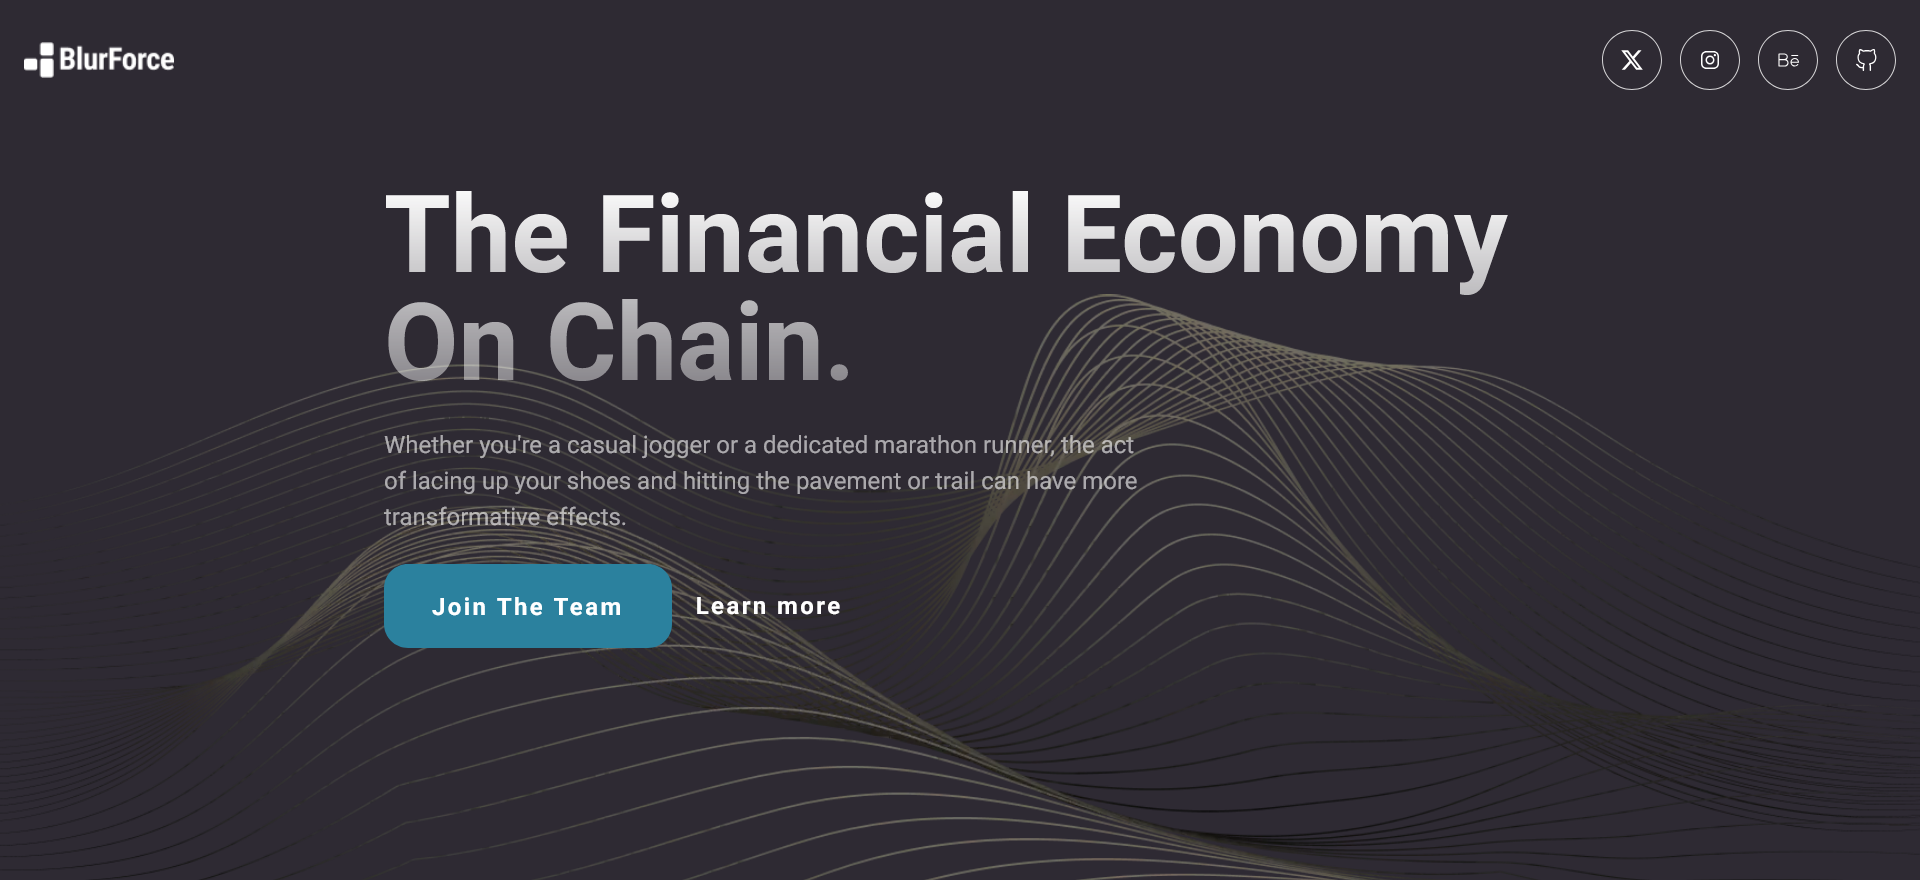 BlurForce
Bē
The Financial Economy
On Chain.
Whether you're a casual jogger or a dedicated marathon runner, the act
of lacing up your shoes and hitting the pavement or trail can have more
transformative effects.
Join The Team
Learn more